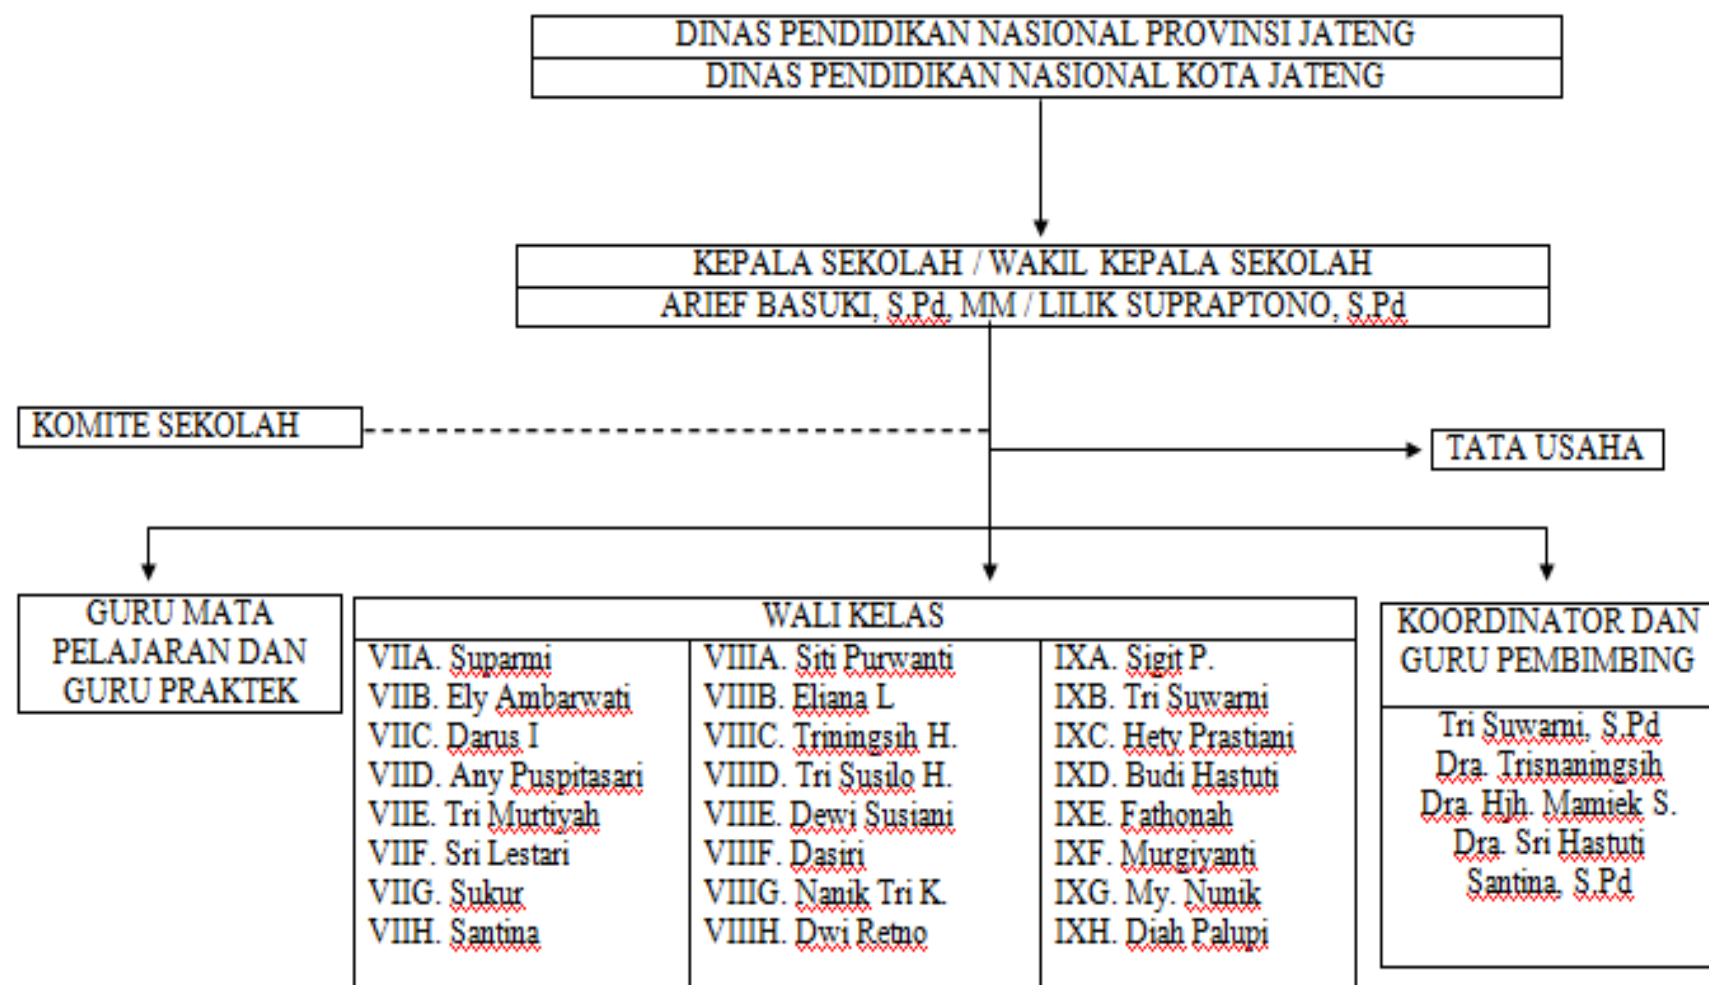 DINAS PENDIDIKAN NASIONAL PROVINSI JATENG
DINAS PENDIDIKAN NASIONAL KOTA JATENG
KEPALA SEKOLAH / WAKIL KEPALA SEKOLAH
ARIEF BASUKI, S.Pd, MM / LILIK SUPRAPTONO, S.Pd
KOMITE SEKOLAH
TATA USAHA
GURU MATA
PELAJARAN DAN
GURU PRAKTEK
WALI KELAS
VIIA. Suparmi
VIIB. Ely Ambarwati
VIIC. Darus I
VIID. Any Puspitasari
VIIE. Tri Murtiyah
VIIF. Sri Lestari
VIIG. Sukur
VIIH. Santina
VIIIA. Siti Purwanti
VIIIB. Eliana L
VIIIC. Triningsih H.
VIIID. Tri Susilo H.
VIIIE. Dewi Susiani
VIIIF. Dasiri
VIIIG. Nanik Tri K.
VIIIH. Dwi Retno
IXA. Sigit P.
IXB. Tri Suwarni
IXC. Hety Prastiani
IXD. Budi Hastuti
IXE. Fathonah
IXF. Murgiyanti
IXG. My. Nunik
IXH. Diah Palupi
KOORDINATOR DAN
GURU PEMBIMBING
Tri Suwarni, S.Pd
Dra. Trisnaningsih
Dra. Hjh. Mamiek S.
Dra. Sri Hastuti
Santina, S.Pd